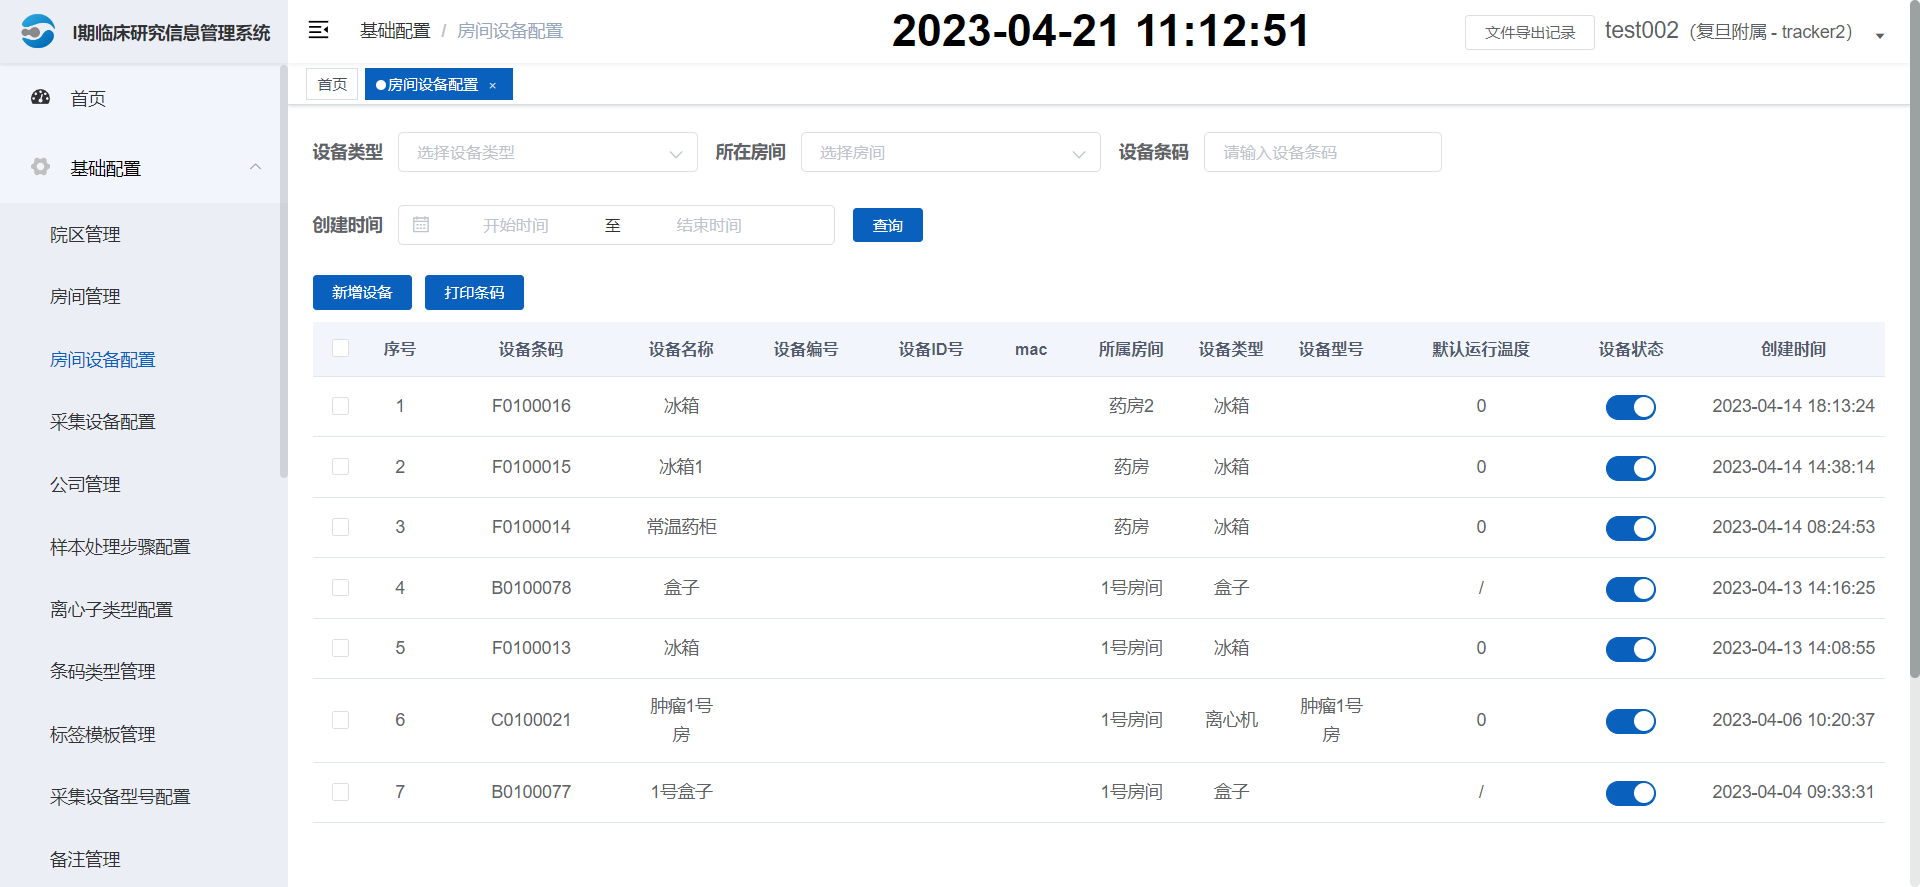 I期临床研究信息管理系统
基础配置 / 房间设备配置
2023-04-21 11:12:51
文件导出记录
test002（复旦附属 - tracker2）
首页
房间设备配置 ×
首页
基础配置
院区管理
房间管理
房间设备配置
采集设备配置
公司管理
样本处理步骤配置
离心子类型配置
条码类型管理
标签模板管理
采集设备型号配置
备注管理
设备类型 选择设备类型 所在房间 选择房间 设备条码 请输入设备条码
创建时间 开始时间 至 结束时间 查询
新增设备 打印条码
序号 设备条码 设备名称 设备编号 设备ID号 mac 所属房间 设备类型 设备型号 默认运行温度 设备状态 创建时间
1 F0100016 冰箱 药房2 冰箱 0 2023-04-14 18:13:24
2 F0100015 冰箱1 药房 冰箱 0 2023-04-14 14:38:14
3 F0100014 常温药柜 药房 冰箱 0 2023-04-14 08:24:53
4 B0100078 盒子 1号房间 盒子 / 2023-04-13 14:16:25
5 F0100013 冰箱 1号房间 冰箱 0 2023-04-13 14:08:55
6 C0100021 肿瘤1号房 1号房间 离心机 肿瘤1号房 0 2023-04-06 10:20:37
7 B0100077 1号盒子 1号房间 盒子 / 2023-04-04 09:33:31